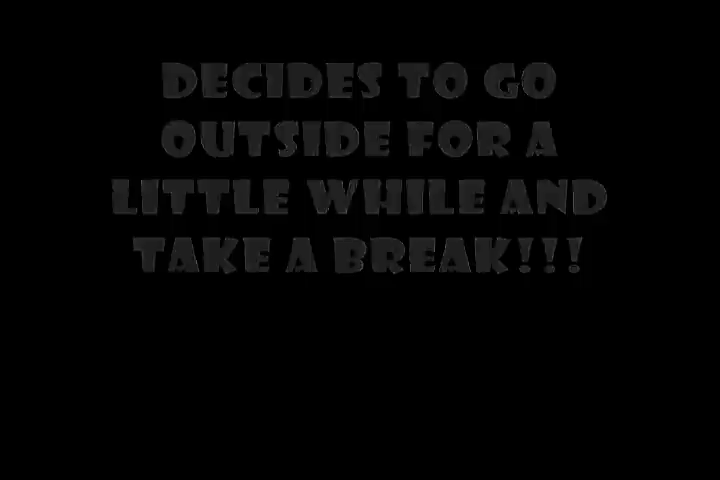 DECIDES TO GO
OUTSIDE FOR A
LITTLE WHILE AND
TAKE A BREAK!!!